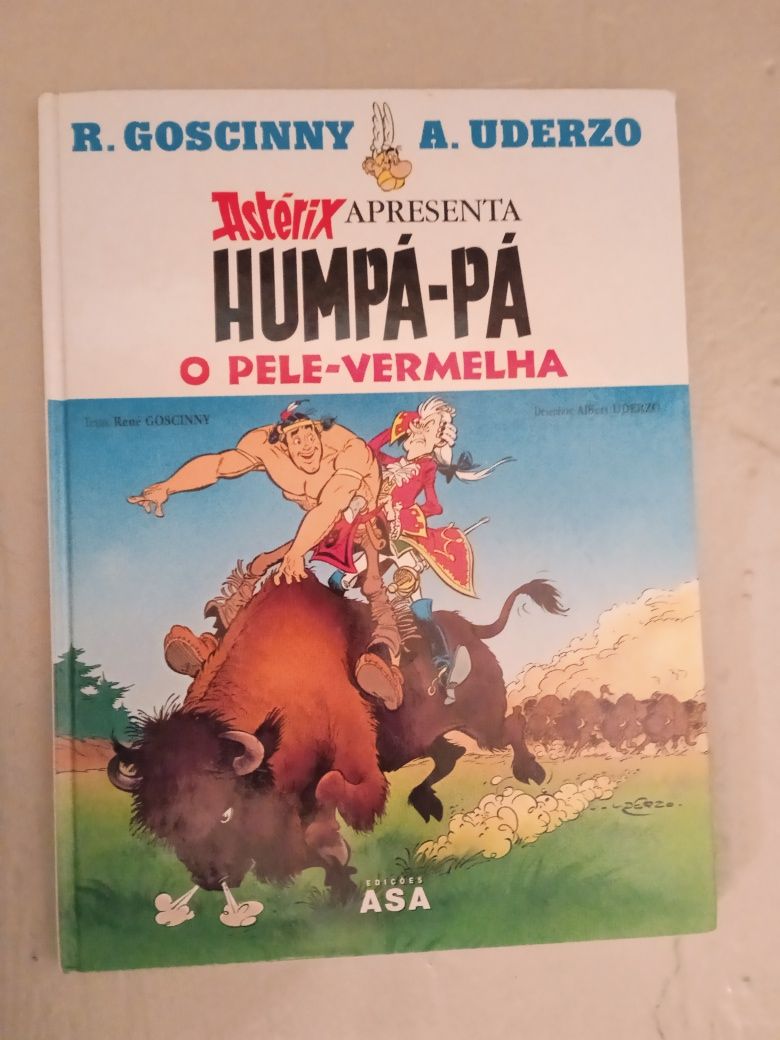 R. GOSCINNY A. UDERZO
Astérix APRESENTA
HUMPÁ-PÁ
O PELE-VERMELHA
Texto: René GOSCINNY
Desenhos: Albert UDERZO
UDERZO
EDIÇÕES
ASA